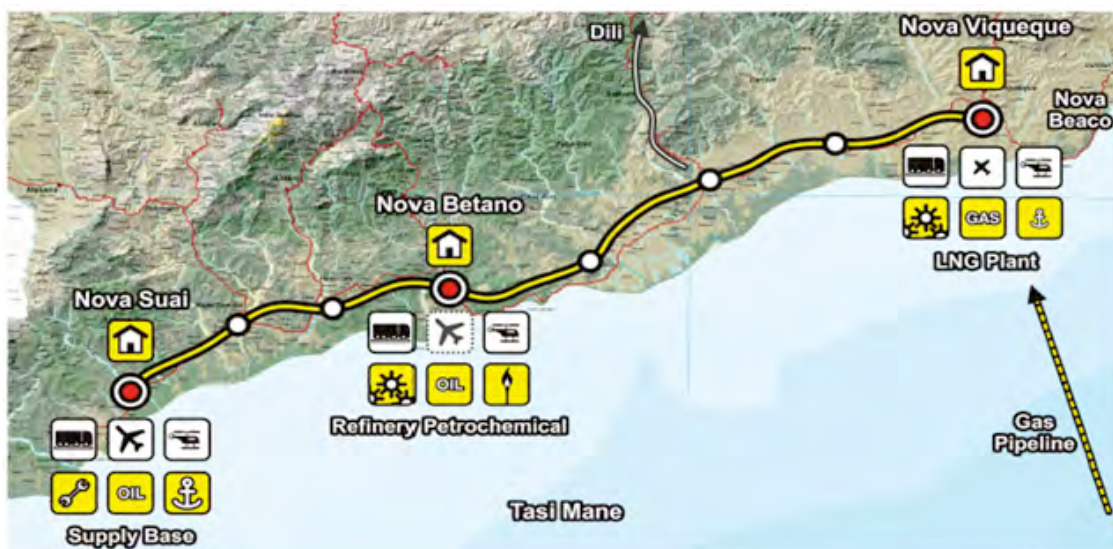 Dili
Nova Viqueque
Nova
Beaco
Nova Betano
GAS
LNG Plant
Nova Suai
OIL
Refinery Petrochemical
Gas
Pipeline
OIL
Tasi Mane
Supply Base